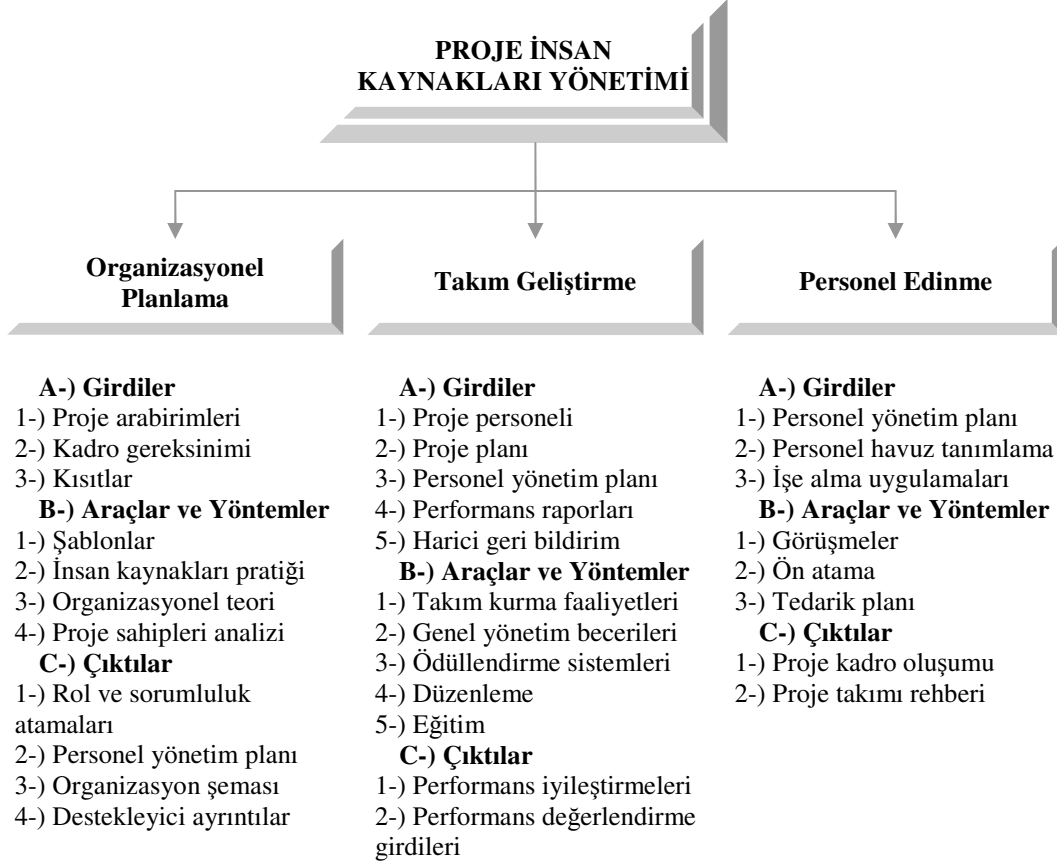 PROJE İNSAN
KAYNAKLARI YÖNETİMİ
Organizasyonel
Planlama
A-) Girdiler
1-) Proje arabirimleri
2-) Kadro gereksinimi
3-) Kısıtlar
B-) Araçlar ve Yöntemler
1-) Şablonlar
2-) İnsan kaynakları pratiği
3-) Organizasyonel teori
4-) Proje sahipleri analizi
C-) Çıktılar
1-) Rol ve sorumluluk
atamaları
2-) Personel yönetim planı
3-) Organizasyon şeması
4-) Destekleyici ayrıntılar
Takım Geliştirme
A-) Girdiler
1-) Proje personeli
2-) Proje planı
3-) Personel yönetim planı
4-) Performans raporları
5-) Harici geri bildirim
B-) Araçlar ve Yöntemler
1-) Takım kurma faaliyetleri
2-) Genel yönetim becerileri
3-) Ödüllendirme sistemleri
4-) Düzenleme
5-) Eğitim
C-) Çıktılar
1-) Performans iyileştirmeleri
2-) Performans değerlendirme
girdileri
Personel Edinme
A-) Girdiler
1-) Personel yönetim planı
2-) Personel havuz tanımlama
3-) İşe alma uygulamaları
B-) Araçlar ve Yöntemler
1-) Görüşmeler
2-) Ön atama
3-) Tedarik planı
C-) Çıktılar
1-) Proje kadro oluşumu
2-) Proje takımı rehberi